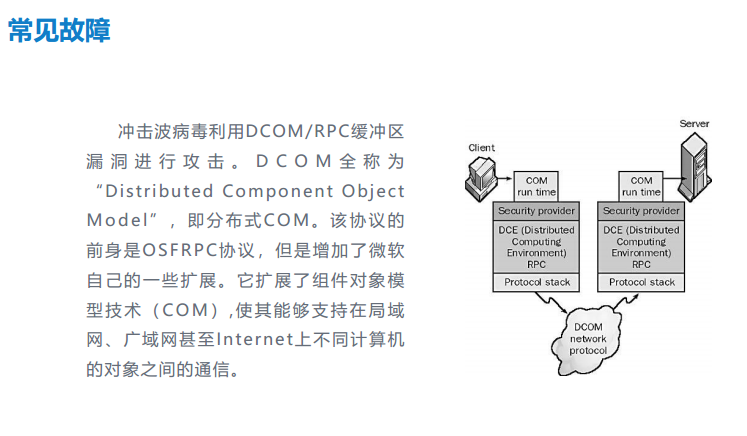 常见故障
冲击波病毒利用DCOM/RPC缓冲区
漏洞进行攻击。DCOM全称为
“Distributed Component Object
Model”，即分布式COM。该协议的
前身是OSFRPC协议，但是增加了微软
自己的一些扩展。它扩展了组件对象模
型技术（COM）,使其能够支持在局域
网、广域网甚至Internet上不同计算机
的对象之间的通信。
Client
COM
run time
Security provider
DCE (Distributed
Computing
Environment)
RPC
Protocol stack
Server
COM
run time
Security provider
DCE (Distributed
Computing
Environment)
RPC
Protocol stack
DCOM
network
protocol